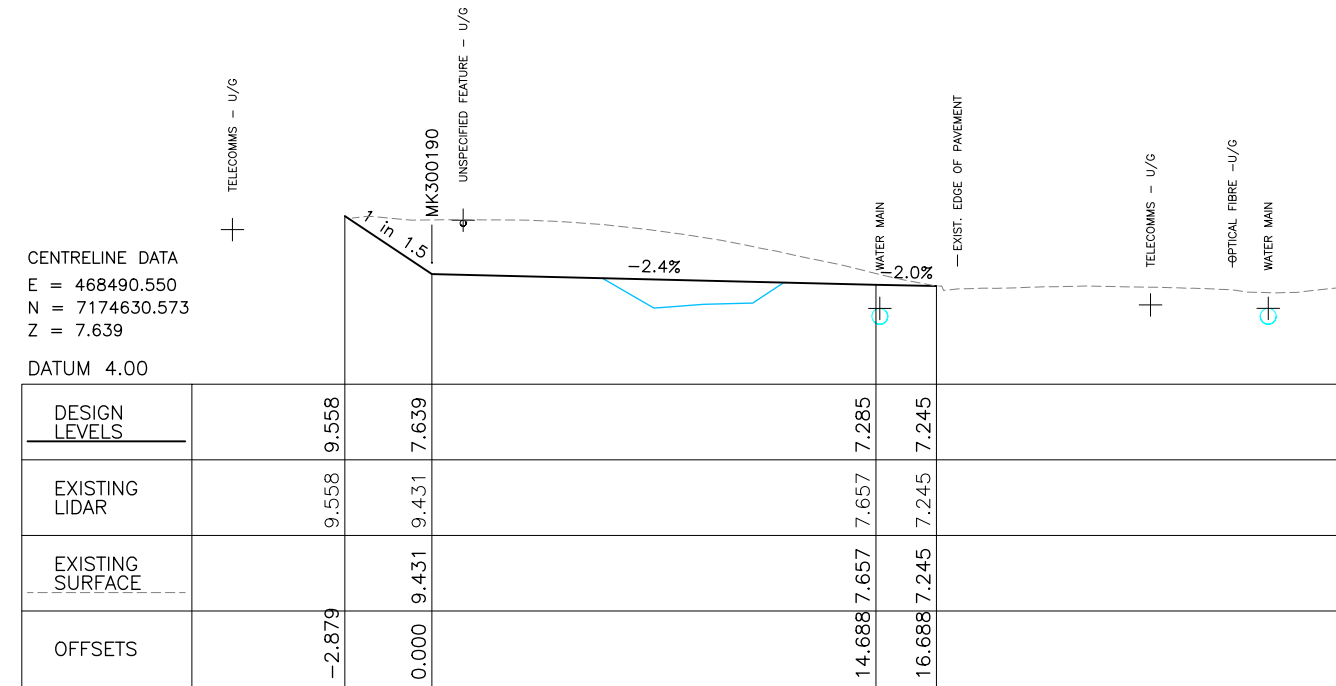 TELECOMMS - U/G
MK300190
UNSPECIFIED FEATURE - U/G
WATER MAIN
EXIST. EDGE OF PAVEMENT
TELECOMMS - U/G
OPTICAL FIBRE -U/G
WATER MAIN
1 in 1.5
-2.4%
-2.0%
CENTRELINE DATA
E = 468490.550
N = 7174630.573
Z = 7.639
DATUM 4.00
DESIGN
LEVELS
9.558
7.639
7.285
7.245
EXISTING
LIDAR
9.558
9.431
7.657
7.245
EXISTING
SURFACE
9.431
7.657
7.245
OFFSETS
-2.879
0.000
14.688
16.688